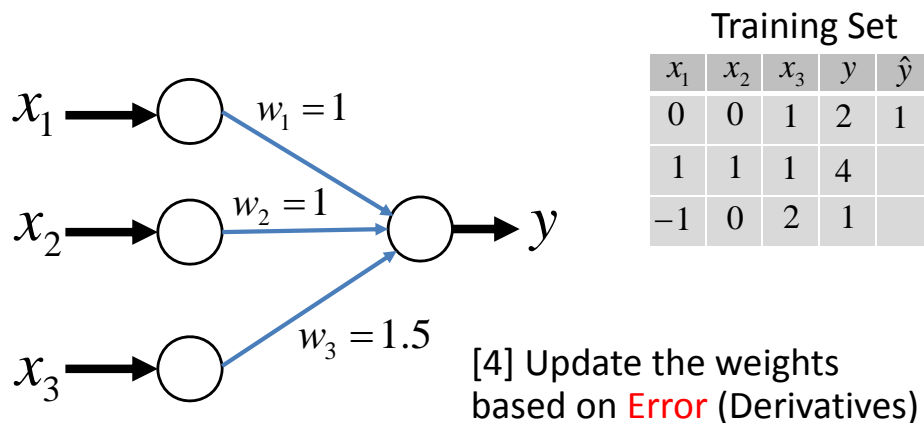 Training Set
x₁ x₂ x₃ y ŷ
0 0 1 2 1
1 1 1 4
−1 0 2 1
x₁
w₁ = 1
x₂
w₂ = 1
y
x₃
w₃ = 1.5
[4] Update the weights
based on Error (Derivatives)